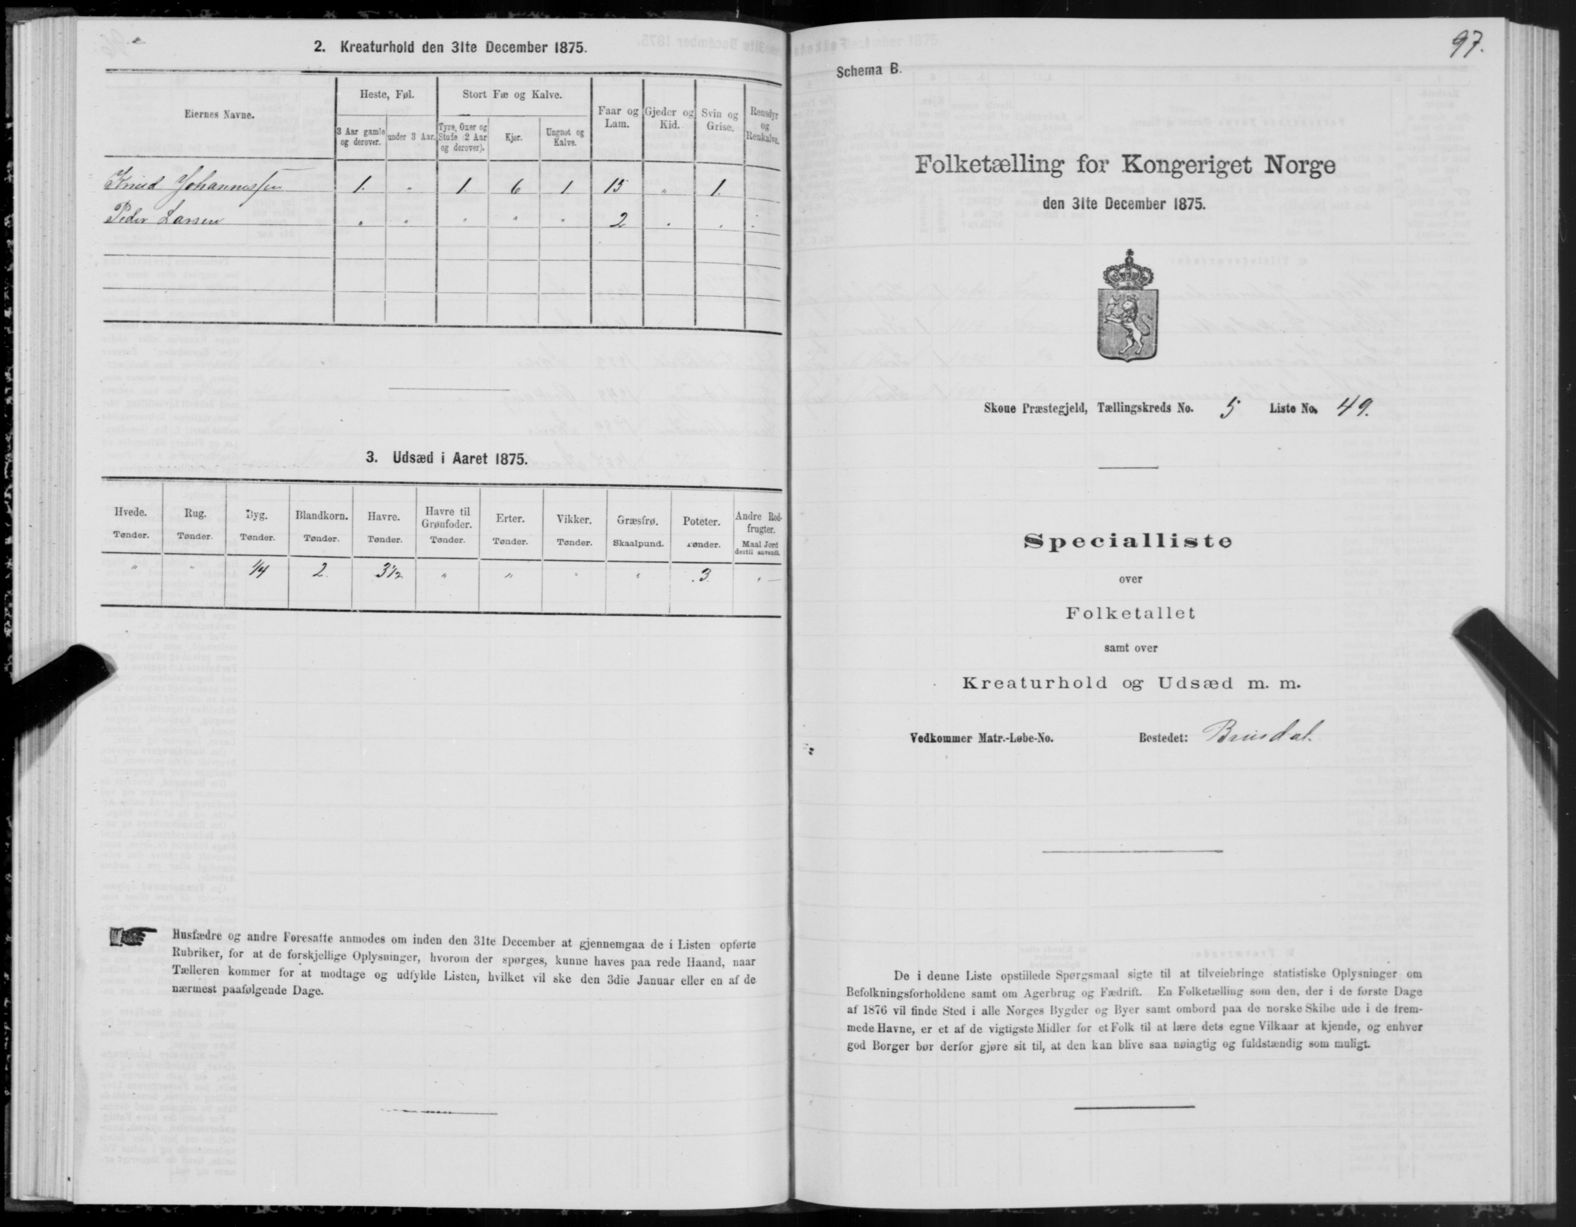 2. Kreaturhold den 31te December 1875.
Eiernes Navne.
Heste, Føl.
Stort Fæ og Kalve.
Faar og Lam.
Gjeder og Kid.
Svin og Grise.
Rensdyr og Renkalve.
3 Aar gamle og derover.
under 3 Aar.
Tyre, Oxer og Stude (2 Aar og derover).
Kjør.
Ungnøt og Kalve.
Knud Johannessen 1. " 1 6 1 15 " 1.
Peder Larsen " " " " " 2 " " "
3. Udsæd i Aaret 1875.
Hvede. Rug. Byg. Blandkorn. Havre. Havre til Grønfoder. Erter. Vikker. Græsfrø. Poteter. Andre Rodfrugter.
Tønder. Tønder. Tønder. Tønder. Tønder. Tønder. Tønder. Tønder. Skaalpund. Tønder. Maal Jord dertil anvendt.
" " 1/4 2 3 1/2 " " " " 3 "
Husfædre og andre Foresatte anmodes om inden den 31te December at gjennemgaa de i Listen opførte
Rubriker, for at de forskjellige Oplysninger, hvorom der spørges, kunne haves paa rede Haand, naar
Tælleren kommer for at modtage og udfylde Listen, hvilket vil ske den 3die Januar eller en af de
nærmest paafølgende Dage.
97.
Schema B.
Folketælling for Kongeriget Norge
den 31te December 1875.
Skoue Præstegjeld, Tællingskreds No. 5 Liste No. 49.
Specialliste
over
Folketallet
samt over
Kreaturhold og Udsæd m. m.
Vedkommer Matr.-Løbe-No. Bostedet: Brusdal.
De i denne Liste opstillede Spørgsmaal sigte til at tilveiebringe statistiske Oplysninger om
Befolkningsforholdene samt om Agerbrug og Fædrift. En Folketælling som den, der i de første Dage
af 1876 vil finde Sted i alle Norges Bygder og Byer samt ombord paa de norske Skibe ude i de frem-
mede Havne, er et af de vigtigste Midler for et Folk til at lære dets egne Vilkaar at kjende, og enhver
god Borger bør derfor gjøre sit til, at den kan blive saa nøiagtig og fuldstændig som muligt.